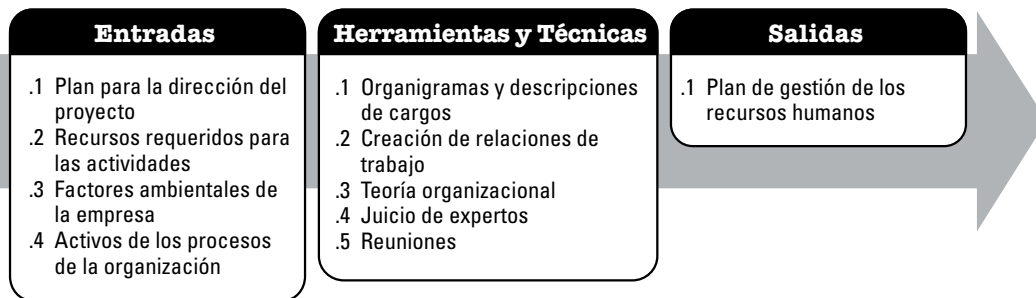 Entradas
.1 Plan para la dirección del
proyecto
.2 Recursos requeridos para
las actividades
.3 Factores ambientales de
la empresa
.4 Activos de los procesos
de la organización
Herramientas y Técnicas
.1 Organigramas y descripciones
de cargos
.2 Creación de relaciones de
trabajo
.3 Teoría organizacional
.4 Juicio de expertos
.5 Reuniones
Salidas
.1 Plan de gestión de los
recursos humanos